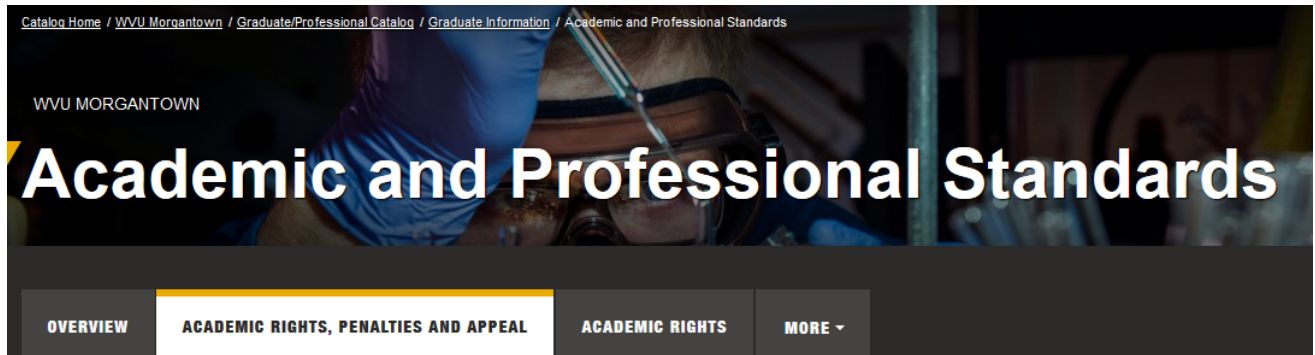 Catalog Home / WVU Morgantown / Graduate/Professional Catalog / Graduate Information / Academic and Professional Standards
WVU MORGANTOWN
Academic and Professional Standards
OVERVIEW ACADEMIC RIGHTS, PENALTIES AND APPEAL ACADEMIC RIGHTS MORE